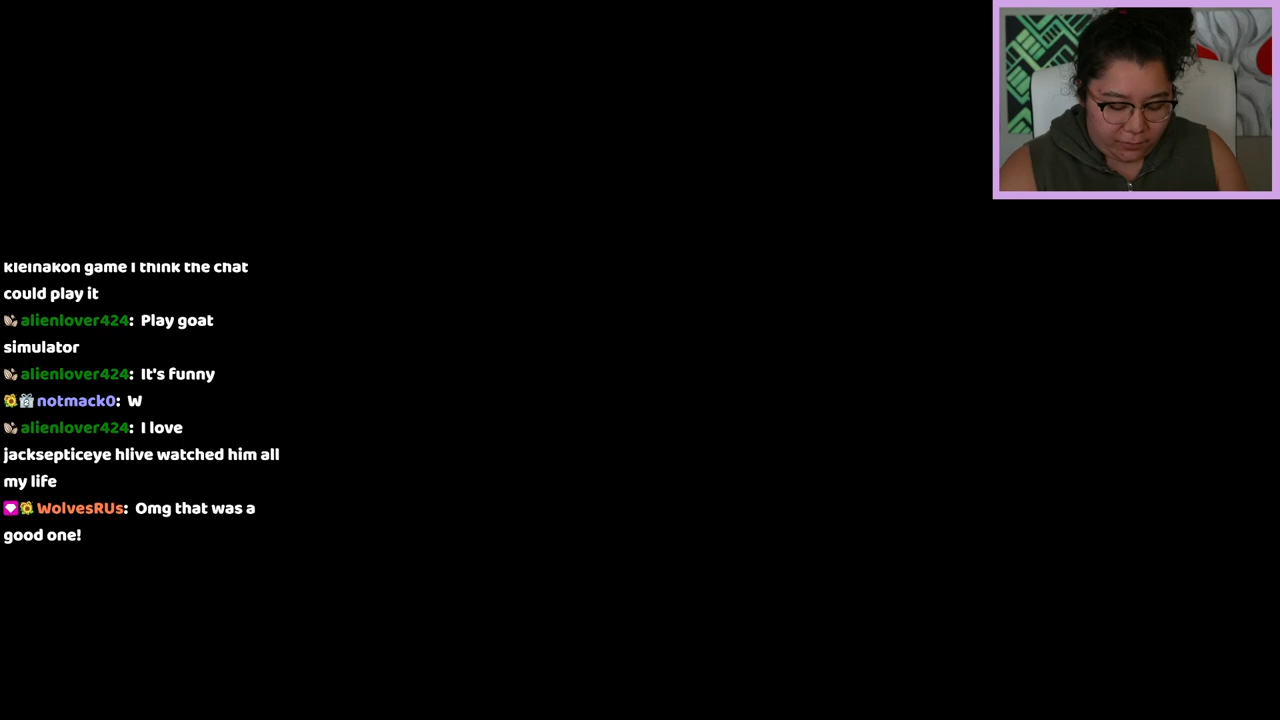 kleinakon game I think the chat
could play it
alienlover424: Play goat
simulator
alienlover424: It's funny
notmack0: W
alienlover424: I love
jacksepticeye hlive watched him all
my life
WolvesRUs: Omg that was a
good one!